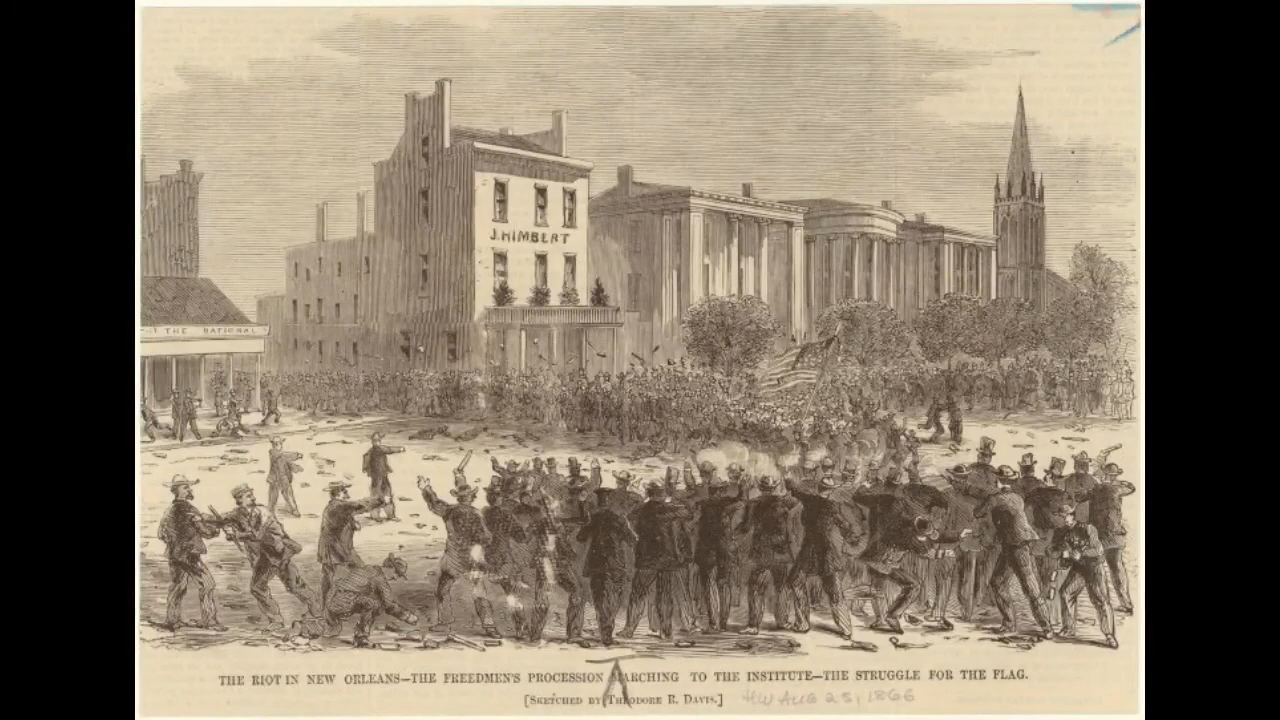 J. HIMBERT
THE NATIONAL
THE RIOT IN NEW ORLEANS—THE FREEDMEN'S PROCESSION MARCHING TO THE INSTITUTE—THE STRUGGLE FOR THE FLAG.
[SKETCHED BY THEODORE R. DAVIS.]
HW AUG 25, 1866